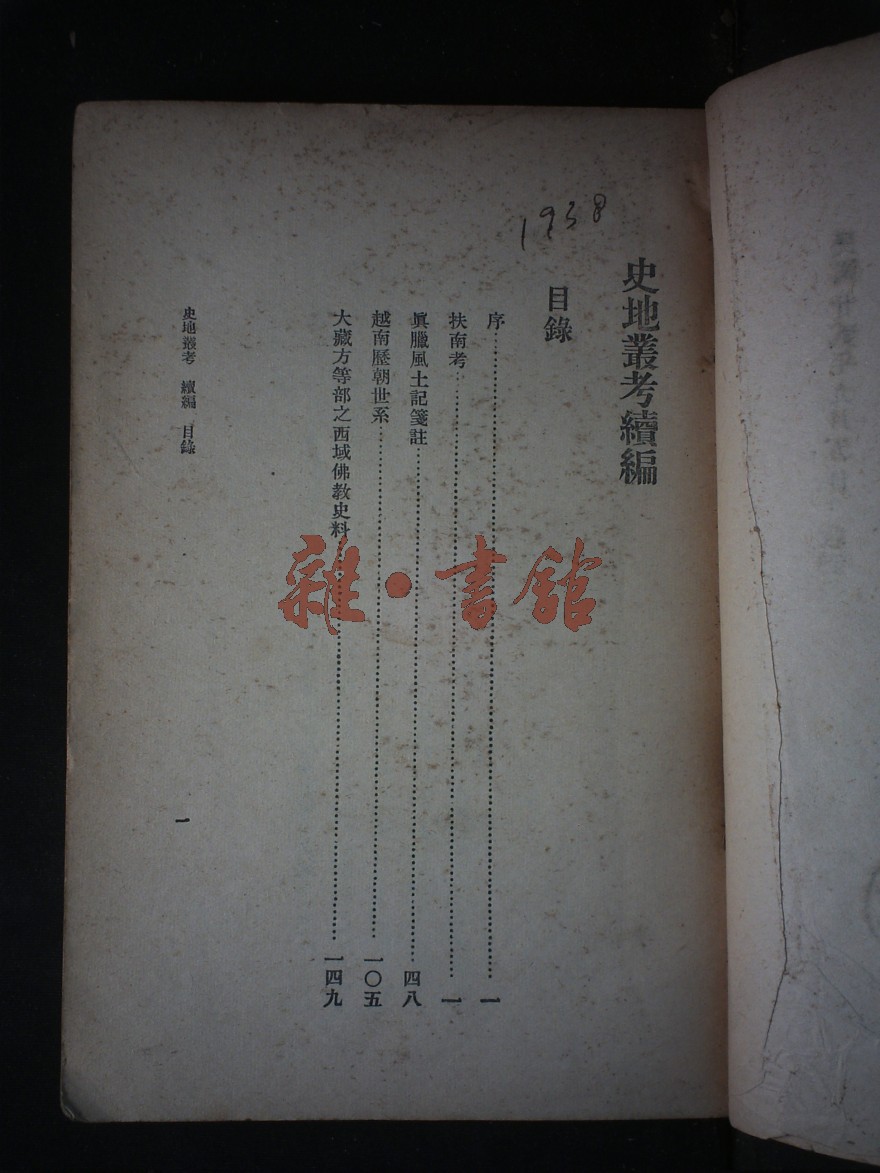 史地叢考續編
1938
目錄
序……一
扶南考……一
眞臘風土記箋註……四八
越南歷朝世系……一〇五
大藏方等部之西域佛敎史料……一四九
史地叢考 續編 目錄
一
雜·書館